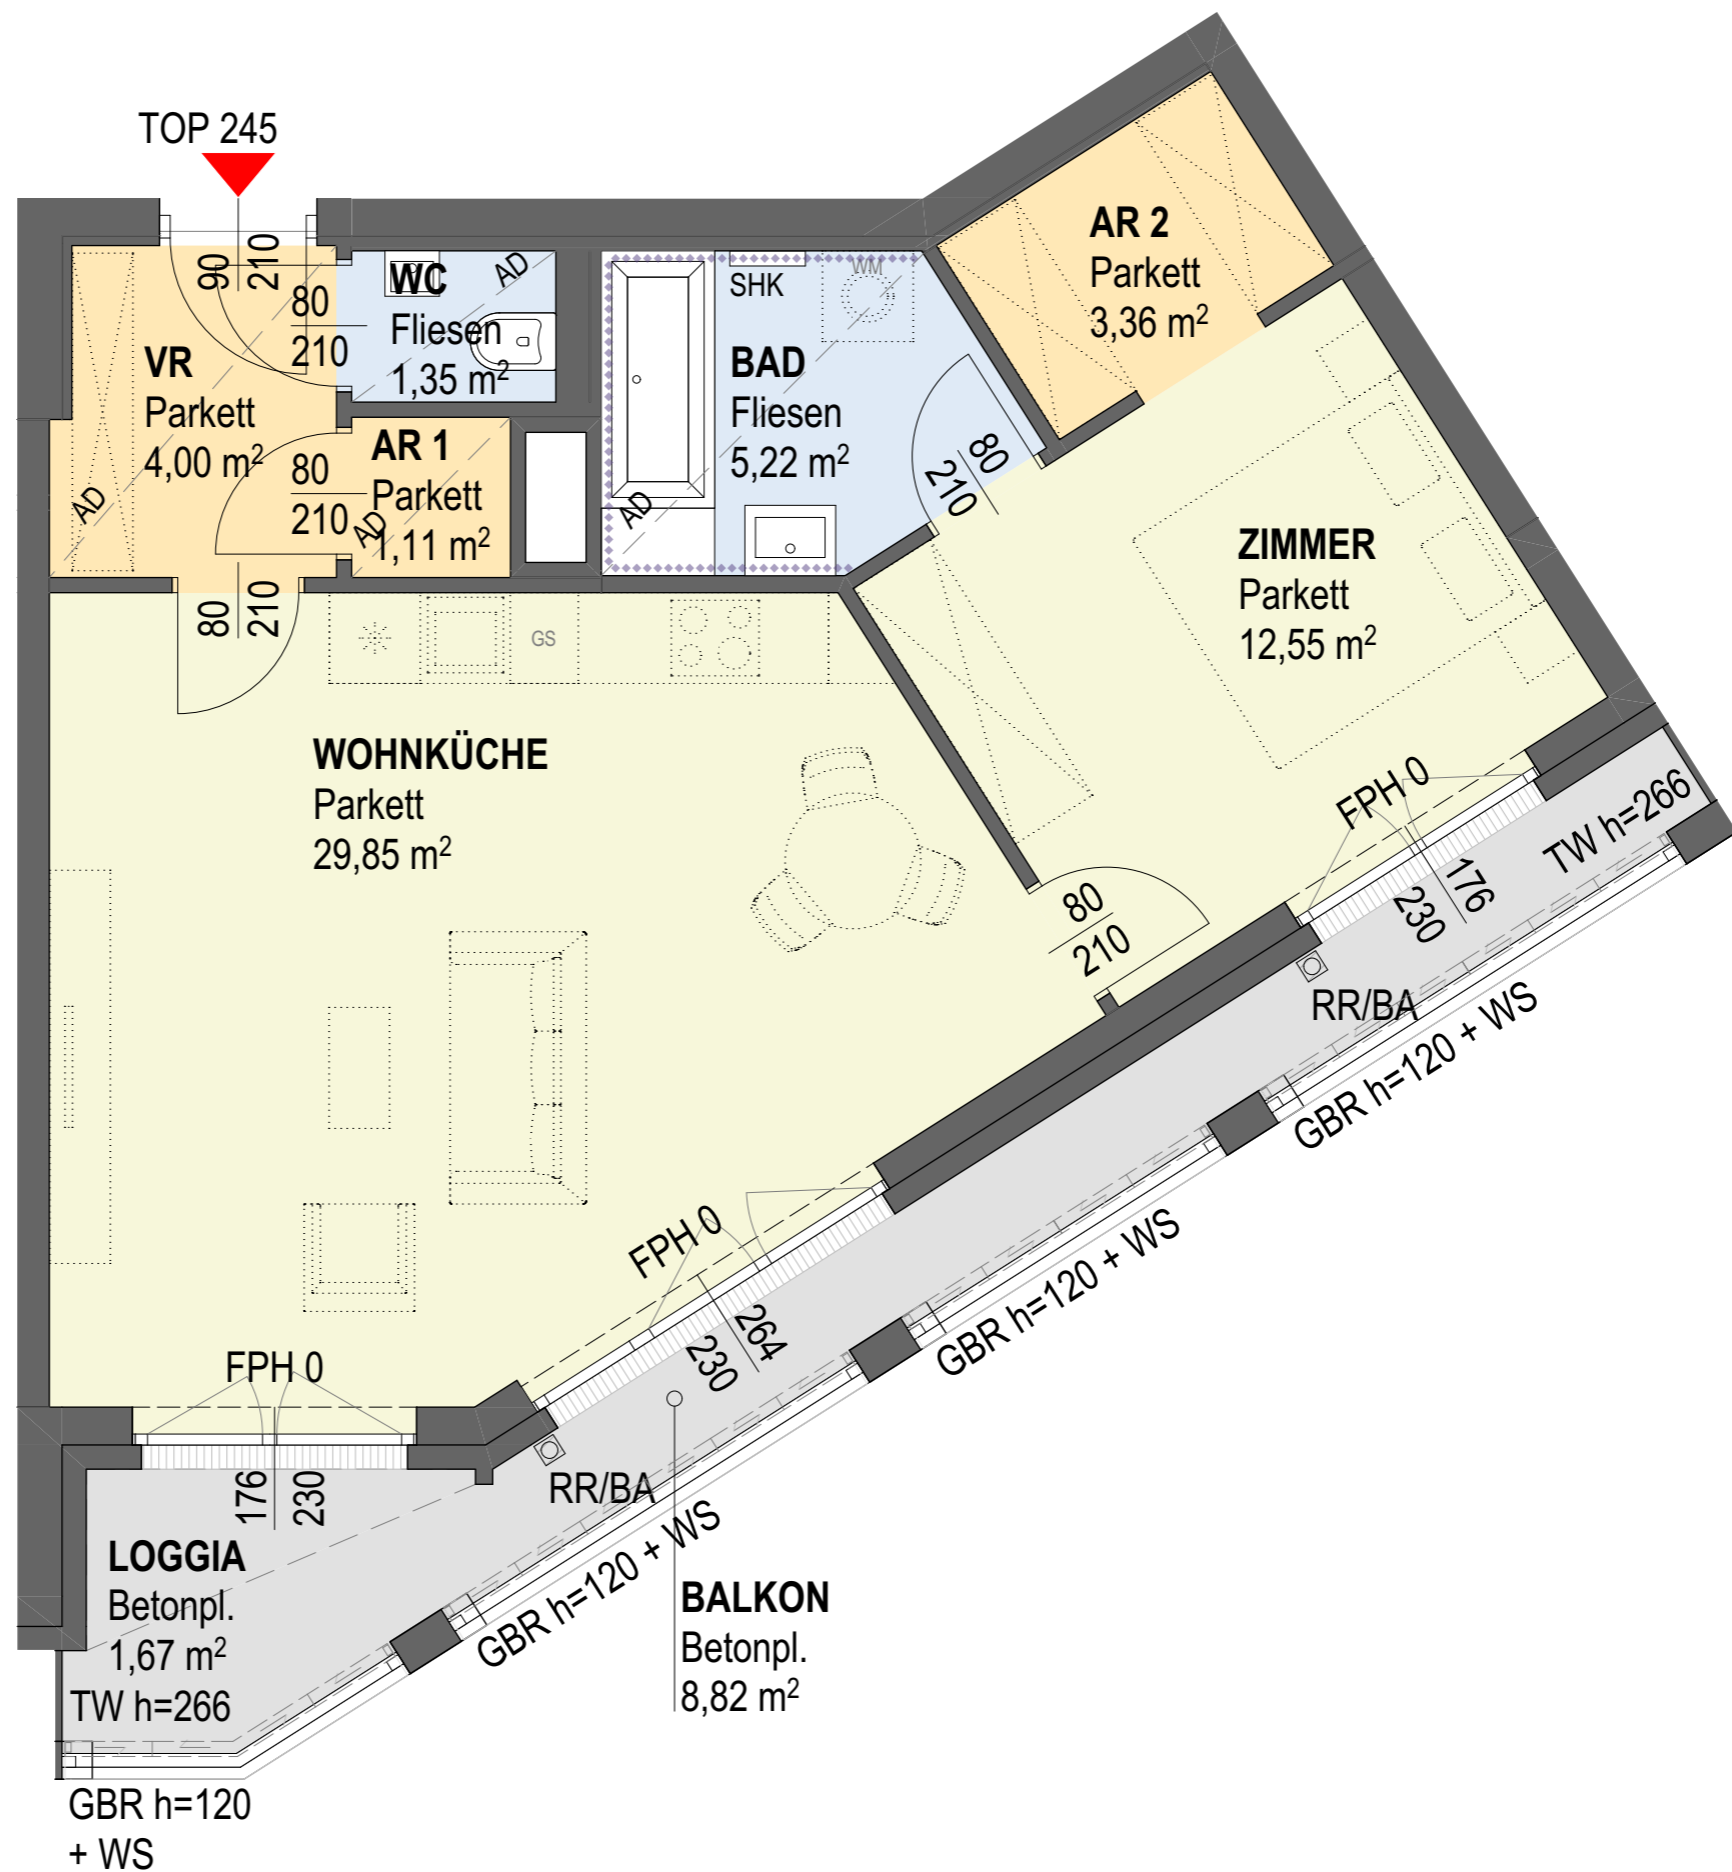 TOP 245
90
210
VR
Parkett
4,00 m²
AD
80
210
WC
Fliesen
1,35 m²
AD
80
210
AR 1
Parkett
1,11 m²
AD
80
210
SHK
WM
BAD
Fliesen
5,22 m²
AD
80
210
AR 2
Parkett
3,36 m²
ZIMMER
Parkett
12,55 m²
GS
WOHNKÜCHE
Parkett
29,85 m²
80
210
FPH 0
176
230
TW h=266
RR/BA
GBR h=120 + WS
FPH 0
264
230
GBR h=120 + WS
FPH 0
176
230
RR/BA
GBR h=120 + WS
LOGGIA
Betonpl.
1,67 m²
TW h=266
BALKON
Betonpl.
8,82 m²
GBR h=120
+ WS